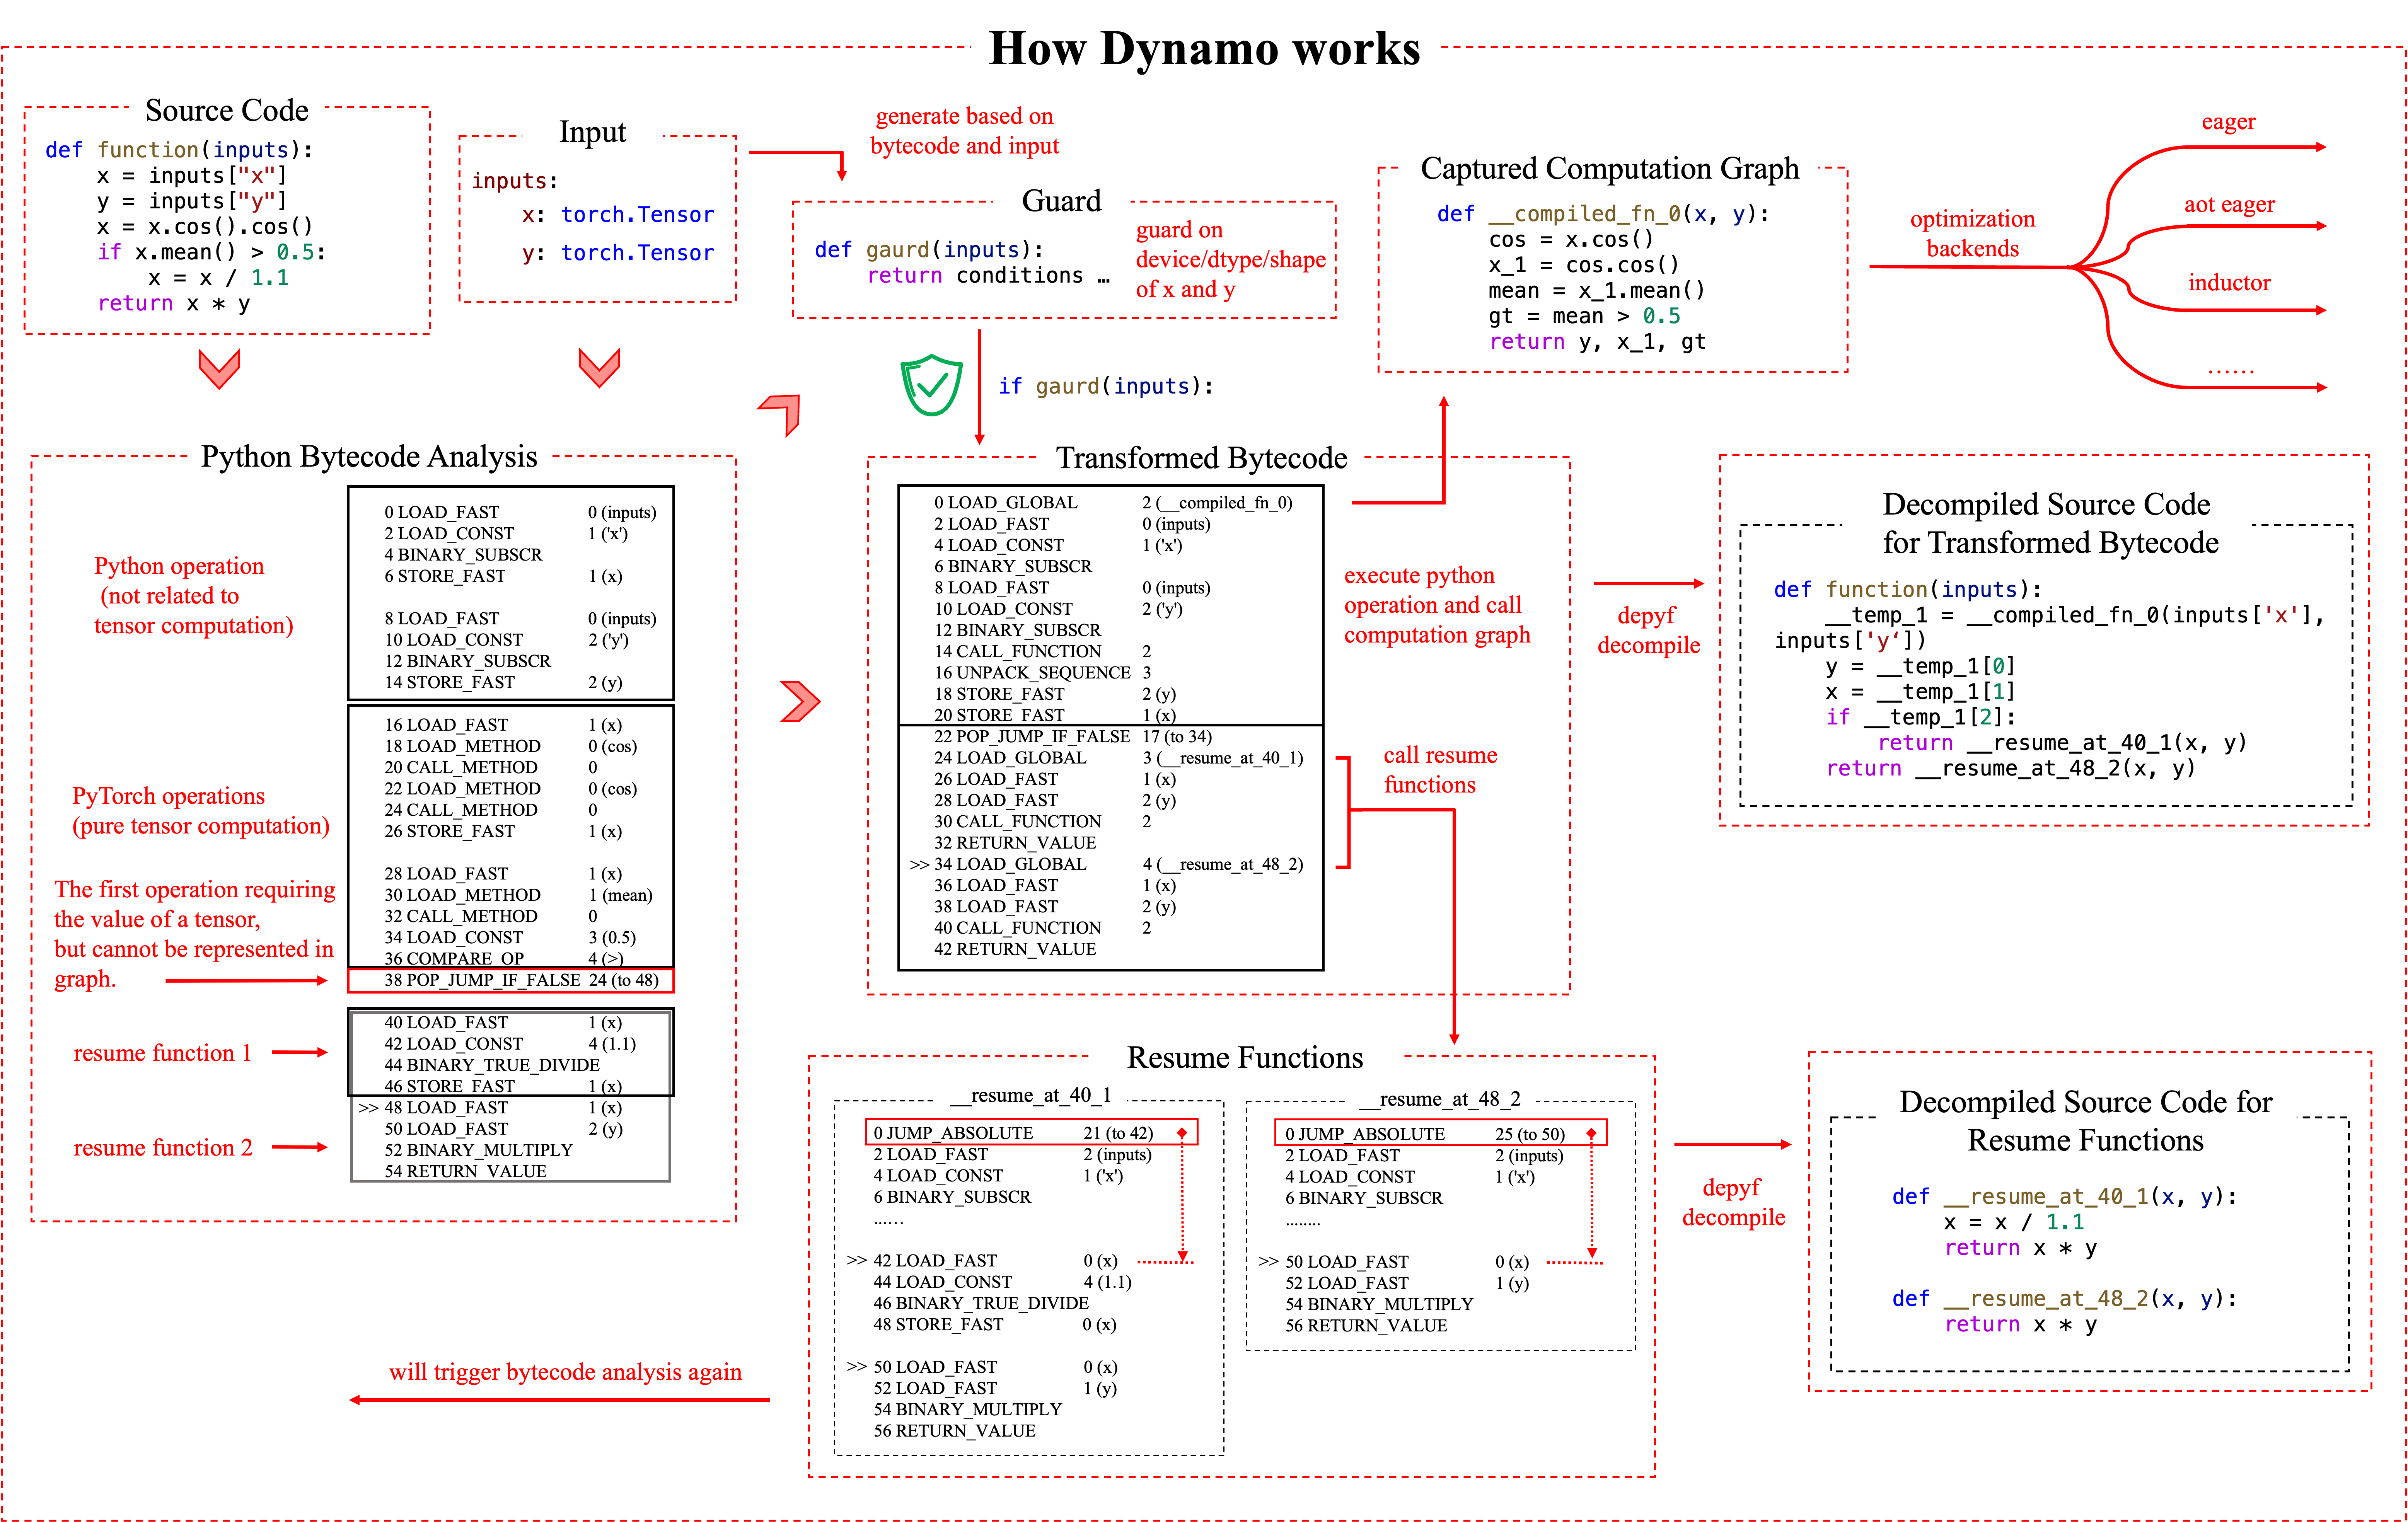 How Dynamo works
Source Code
def function(inputs):
    x = inputs["x"]
    y = inputs["y"]
    x = x.cos().cos()
    if x.mean() > 0.5:
        x = x / 1.1
    return x * y
Input
inputs:
    x: torch.Tensor
    y: torch.Tensor
generate based on
bytecode and input
Guard
def gaurd(inputs):
    return conditions …
guard on
device/dtype/shape
of x and y
if gaurd(inputs):
Captured Computation Graph
def __compiled_fn_0(x, y):
    cos = x.cos()
    x_1 = cos.cos()
    mean = x_1.mean()
    gt = mean > 0.5
    return y, x_1, gt
optimization
backends
eager
aot eager
inductor
……
Python Bytecode Analysis
Python operation
(not related to
tensor computation)
0 LOAD_FAST 0 (inputs)
2 LOAD_CONST 1 ('x')
4 BINARY_SUBSCR
6 STORE_FAST 1 (x)
8 LOAD_FAST 0 (inputs)
10 LOAD_CONST 2 ('y')
12 BINARY_SUBSCR
14 STORE_FAST 2 (y)
PyTorch operations
(pure tensor computation)
16 LOAD_FAST 1 (x)
18 LOAD_METHOD 0 (cos)
20 CALL_METHOD 0
22 LOAD_METHOD 0 (cos)
24 CALL_METHOD 0
26 STORE_FAST 1 (x)
28 LOAD_FAST 1 (x)
30 LOAD_METHOD 1 (mean)
32 CALL_METHOD 0
34 LOAD_CONST 3 (0.5)
36 COMPARE_OP 4 (>)
The first operation requiring
the value of a tensor,
but cannot be represented in
graph.
38 POP_JUMP_IF_FALSE 24 (to 48)
resume function 1
40 LOAD_FAST 1 (x)
42 LOAD_CONST 4 (1.1)
44 BINARY_TRUE_DIVIDE
46 STORE_FAST 1 (x)
resume function 2
>> 48 LOAD_FAST 1 (x)
50 LOAD_FAST 2 (y)
52 BINARY_MULTIPLY
54 RETURN_VALUE
Transformed Bytecode
0 LOAD_GLOBAL 2 (__compiled_fn_0)
2 LOAD_FAST 0 (inputs)
4 LOAD_CONST 1 ('x')
6 BINARY_SUBSCR
8 LOAD_FAST 0 (inputs)
10 LOAD_CONST 2 ('y')
12 BINARY_SUBSCR
14 CALL_FUNCTION 2
16 UNPACK_SEQUENCE 3
18 STORE_FAST 2 (y)
20 STORE_FAST 1 (x)
22 POP_JUMP_IF_FALSE 17 (to 34)
24 LOAD_GLOBAL 3 (__resume_at_40_1)
26 LOAD_FAST 1 (x)
28 LOAD_FAST 2 (y)
30 CALL_FUNCTION 2
32 RETURN_VALUE
>> 34 LOAD_GLOBAL 4 (__resume_at_48_2)
36 LOAD_FAST 1 (x)
38 LOAD_FAST 2 (y)
40 CALL_FUNCTION 2
42 RETURN_VALUE
execute python
operation and call
computation graph
call resume
functions
depyf
decompile
Decompiled Source Code
for Transformed Bytecode
def function(inputs):
    __temp_1 = __compiled_fn_0(inputs['x'],
inputs['y‘])
    y = __temp_1[0]
    x = __temp_1[1]
    if __temp_1[2]:
        return __resume_at_40_1(x, y)
    return __resume_at_48_2(x, y)
Resume Functions
__resume_at_40_1
0 JUMP_ABSOLUTE 21 (to 42)
2 LOAD_FAST 2 (inputs)
4 LOAD_CONST 1 ('x')
6 BINARY_SUBSCR
......
>> 42 LOAD_FAST 0 (x)
44 LOAD_CONST 4 (1.1)
46 BINARY_TRUE_DIVIDE
48 STORE_FAST 0 (x)
>> 50 LOAD_FAST 0 (x)
52 LOAD_FAST 1 (y)
54 BINARY_MULTIPLY
56 RETURN_VALUE
__resume_at_48_2
0 JUMP_ABSOLUTE 25 (to 50)
2 LOAD_FAST 2 (inputs)
4 LOAD_CONST 1 ('x')
6 BINARY_SUBSCR
........
>> 50 LOAD_FAST 0 (x)
52 LOAD_FAST 1 (y)
54 BINARY_MULTIPLY
56 RETURN_VALUE
will trigger bytecode analysis again
depyf
decompile
Decompiled Source Code for
Resume Functions
def __resume_at_40_1(x, y):
    x = x / 1.1
    return x * y
def __resume_at_48_2(x, y):
    return x * y